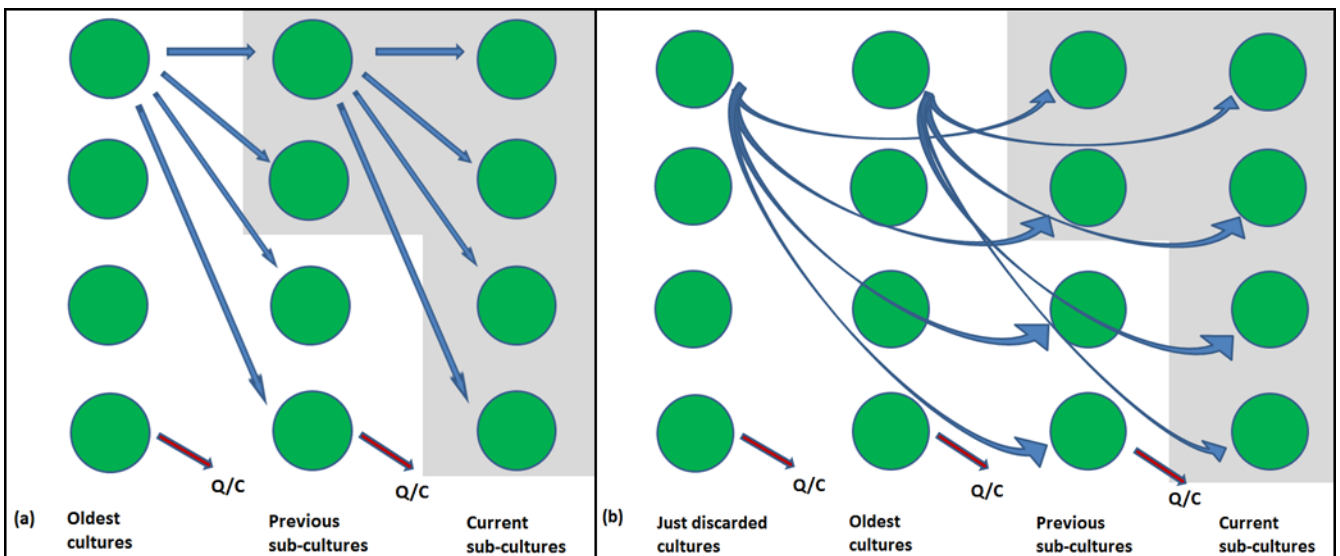 Q/C
Q/C
(a)
Oldest
cultures
Previous
sub-cultures
Current
sub-cultures
Q/C
Q/C
Q/C
(b)
Just discarded
cultures
Oldest
cultures
Previous
sub-cultures
Current
sub-cultures